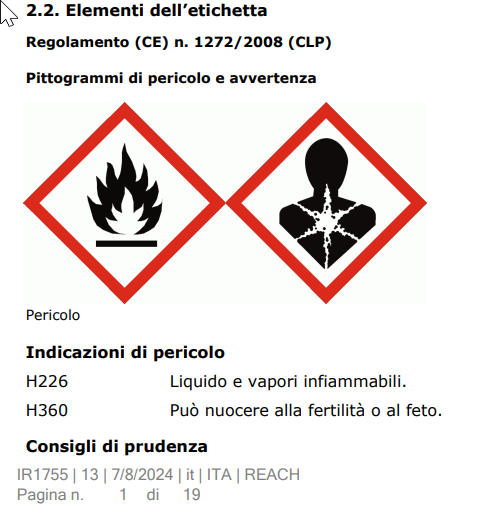 2.2. Elementi dell’etichetta
Regolamento (CE) n. 1272/2008 (CLP)
Pittogrammi di pericolo e avvertenza
Pericolo
Indicazioni di pericolo
H226 Liquido e vapori infiammabili.
H360 Può nuocere alla fertilità o al feto.
Consigli di prudenza
IR1755 | 13 | 7/8/2024 | it | ITA | REACH
Pagina n. 1 di 19